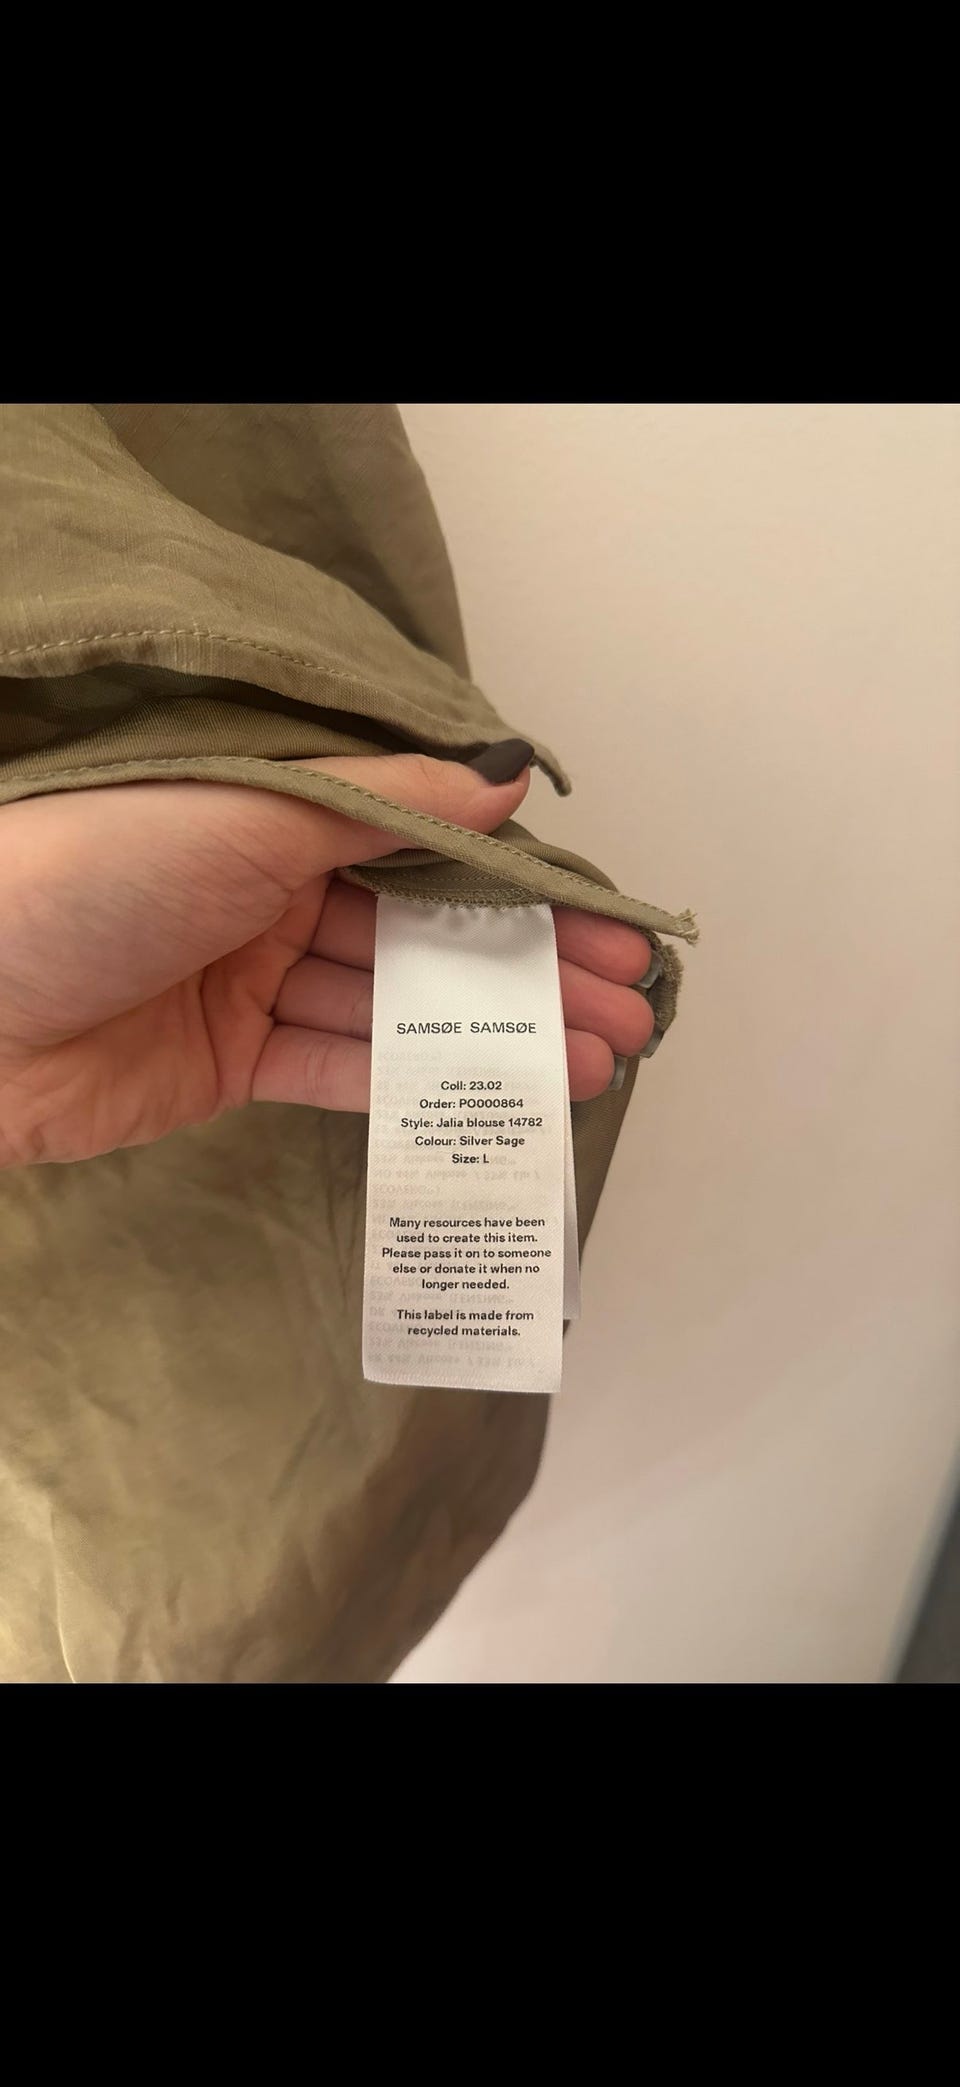 SAMSØE SAMSØE
Coll: 23.02
Order: PO000864
Style: Jalia blouse 14782
Colour: Silver Sage
Size: L
Many resources have been
used to create this item.
Please pass it on to someone
else or donate it when no
longer needed.
This label is made from
recycled materials.